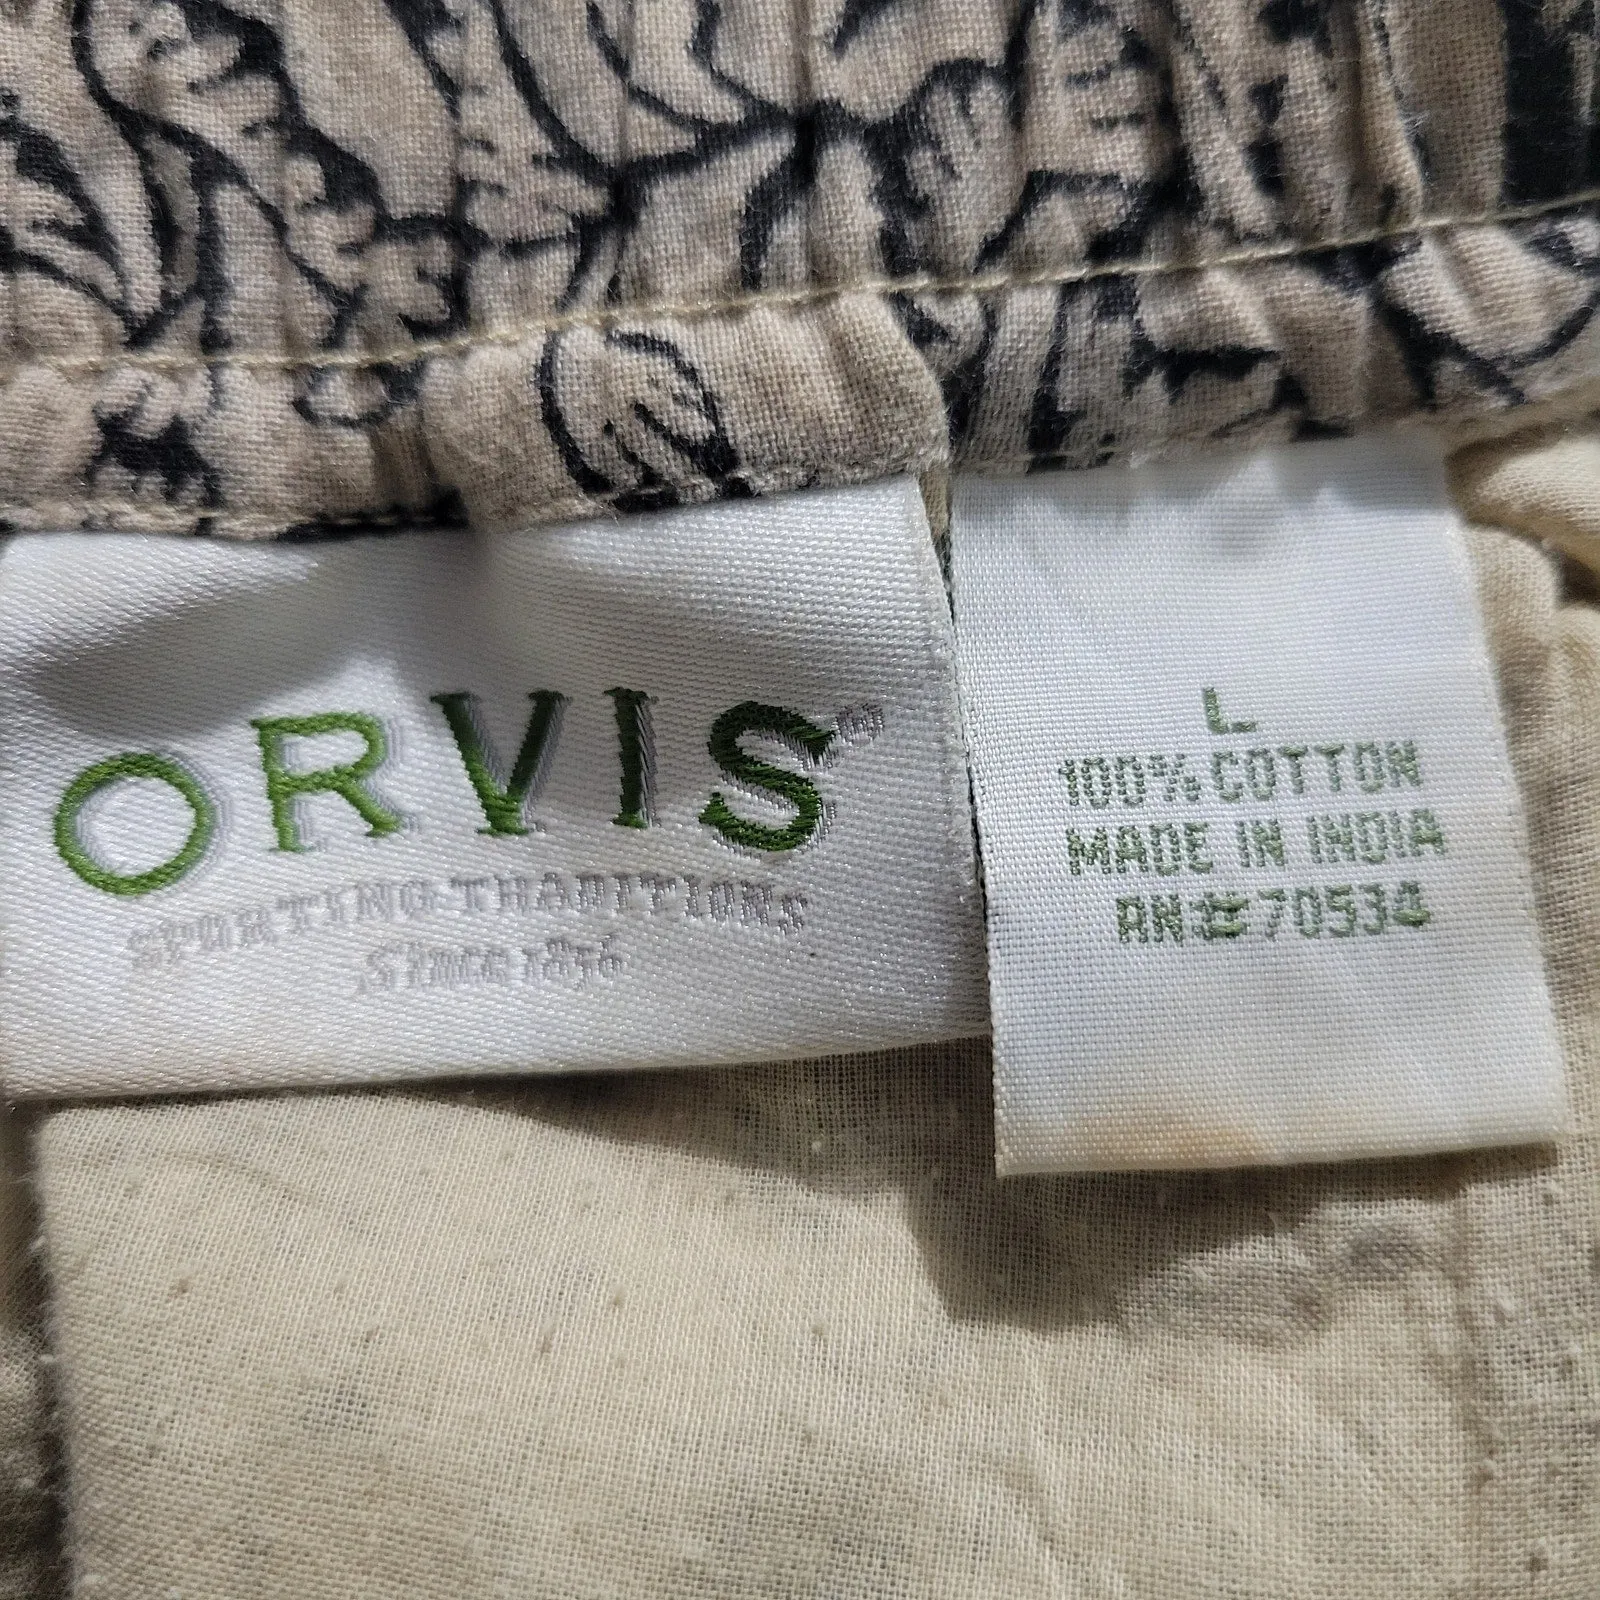 ORVIS®
SPORTING TRADITIONS
SINCE 1856
L
100% COTTON
MADE IN INDIA
RN#70534